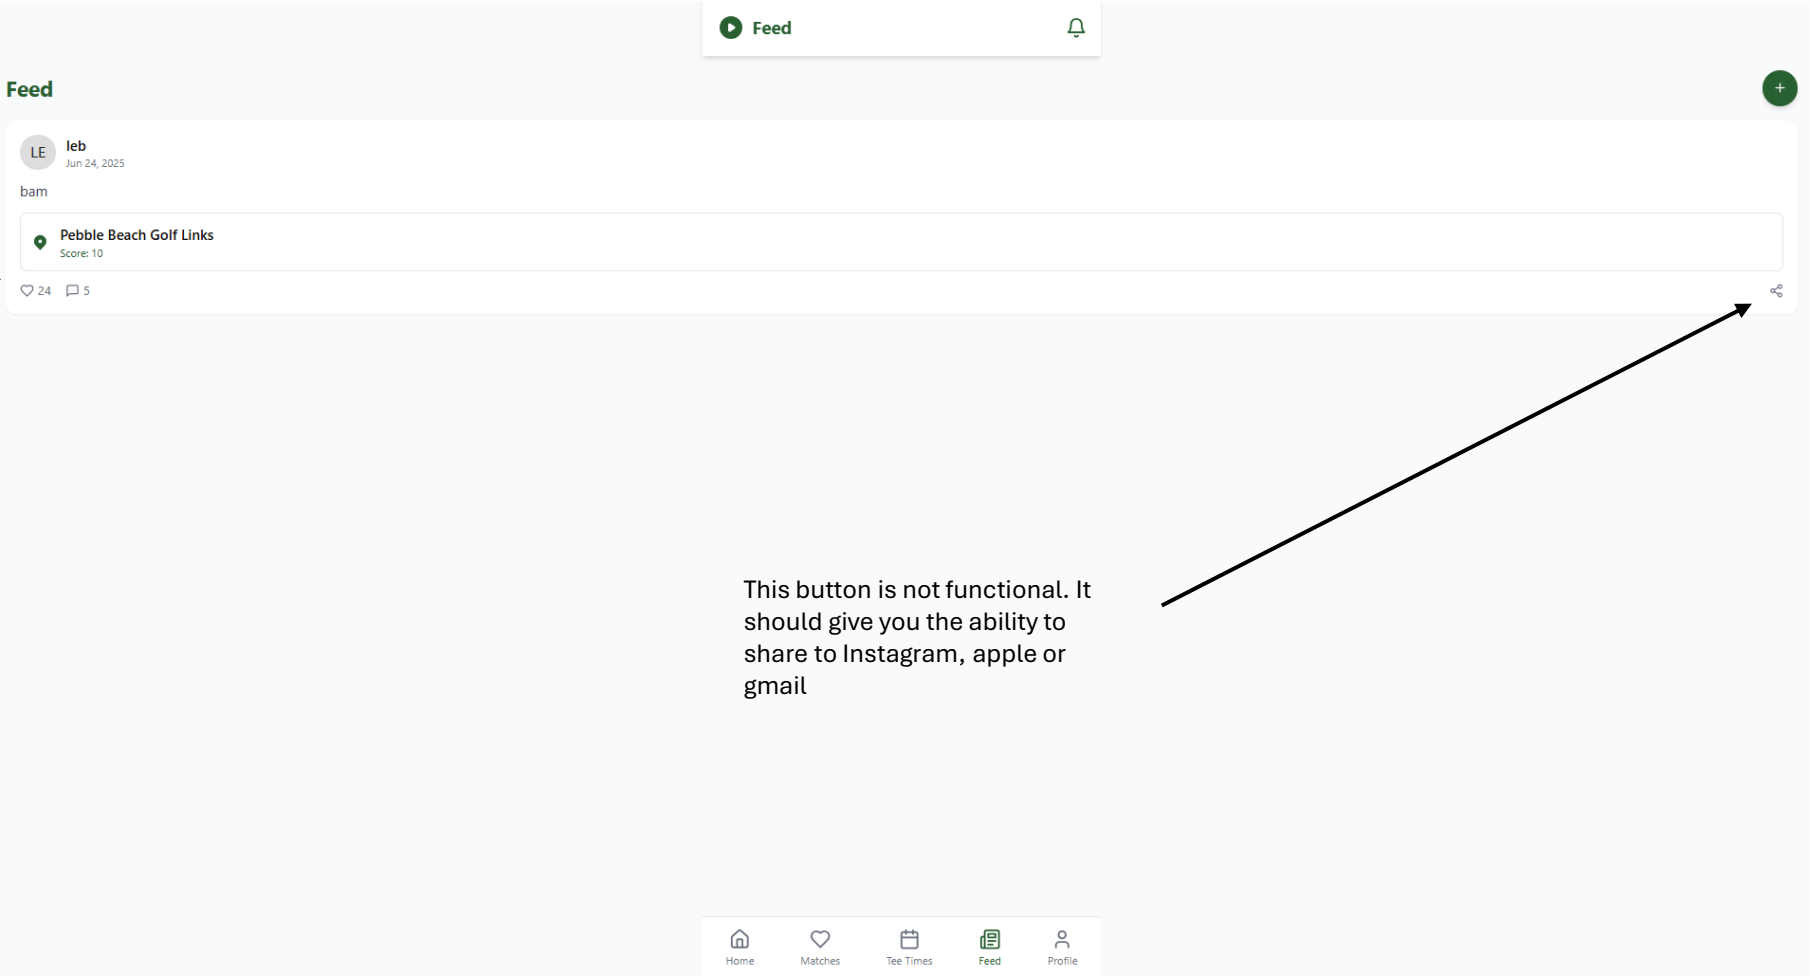 Feed
Feed
+
LE
leb
Jun 24, 2025
bam
Pebble Beach Golf Links
Score: 10
24 5
This button is not functional. It
should give you the ability to
share to Instagram, apple or
gmail
Home Matches Tee Times Feed Profile